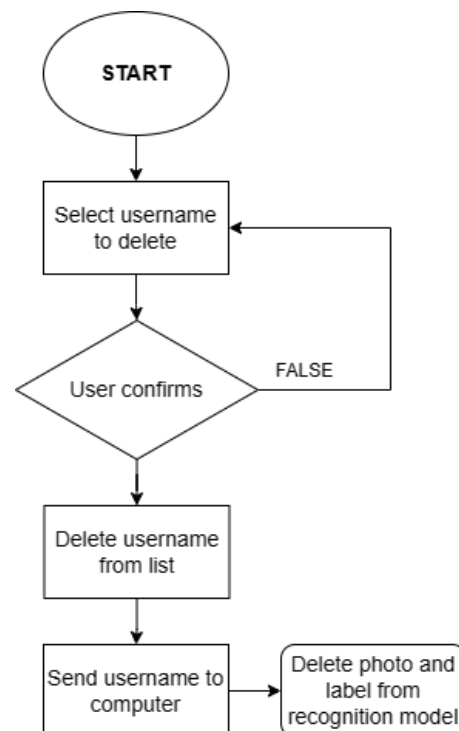 START
Select username
to delete
User confirms
FALSE
Delete username
from list
Send username to
computer
Delete photo and
label from
recognition model